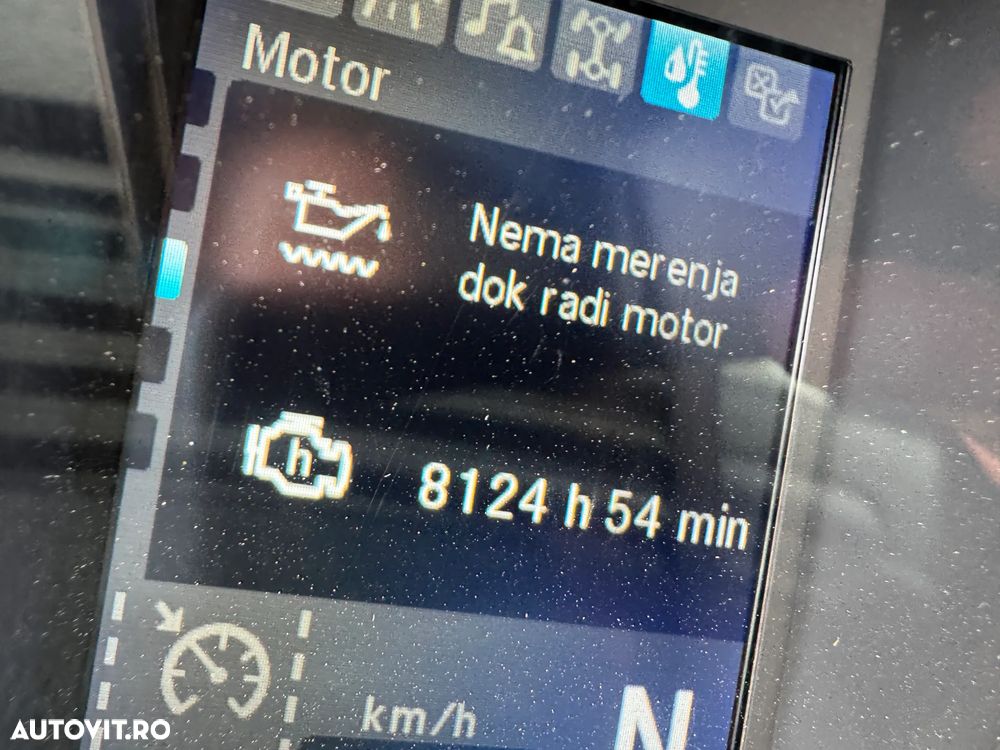 Motor
Nema merenja
dok radi motor
h
8124 h 54 min
km/h
N
AUTOVIT.RO